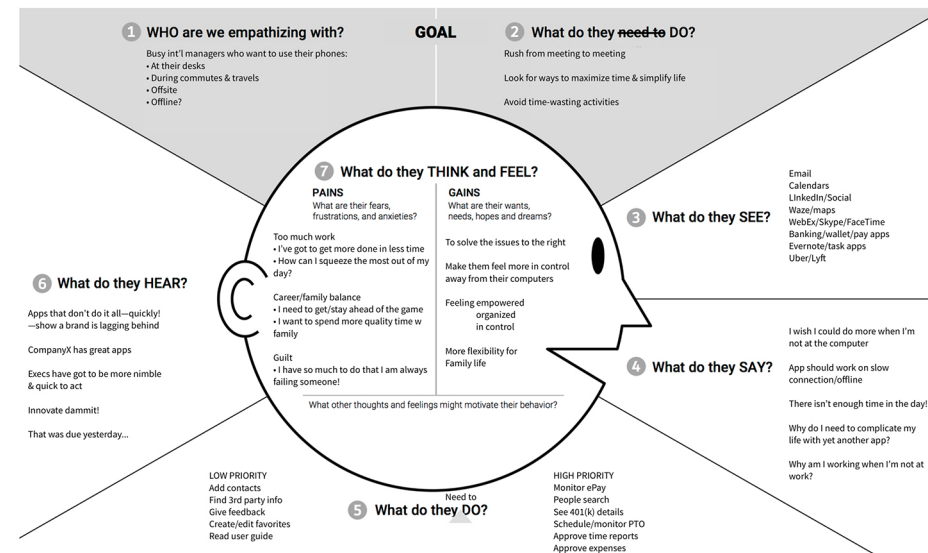 1 WHO are we empathizing with?
Busy int'l managers who want to use their phones:
• At their desks
• During commutes & travels
• Offsite
• Offline?
GOAL
2 What do they need to DO?
Rush from meeting to meeting
Look for ways to maximize time & simplify life
Avoid time-wasting activities
3 What do they SEE?
Email
Calendars
LInkedIn/Social
Waze/maps
WebEx/Skype/FaceTime
Banking/wallet/pay apps
Evernote/task apps
Uber/Lyft
4 What do they SAY?
I wish I could do more when I'm
not at the computer
App should work on slow
connection/offline
There isn't enough time in the day!
Why do I need to complicate my
life with yet another app?
Why am I working when I'm not at
work?
5 What do they DO?
Need to
LOW PRIORITY
Add contacts
Find 3rd party info
Give feedback
Create/edit favorites
Read user guide
HIGH PRIORITY
Monitor ePay
People search
See 401(k) details
Schedule/monitor PTO
Approve time reports
Approve expenses
6 What do they HEAR?
Apps that don't do it all—quickly!
—show a brand is lagging behind
CompanyX has great apps
Execs have got to be more nimble
& quick to act
Innovate dammit!
That was due yesterday...
7 What do they THINK and FEEL?
PAINS
What are their fears,
frustrations, and anxieties?
Too much work
• I've got to get more done in less time
• How can I squeeze the most out of my
day?
Career/family balance
• I need to get/stay ahead of the game
• I want to spend more quality time w
family
Guilt
• I have so much to do that I am always
failing someone!
GAINS
What are their wants,
needs, hopes and dreams?
To solve the issues to the right
Make them feel more in control
away from their computers
Feeling empowered
organized
in control
More flexibility for
Family life
What other thoughts and feelings might motivate their behavior?